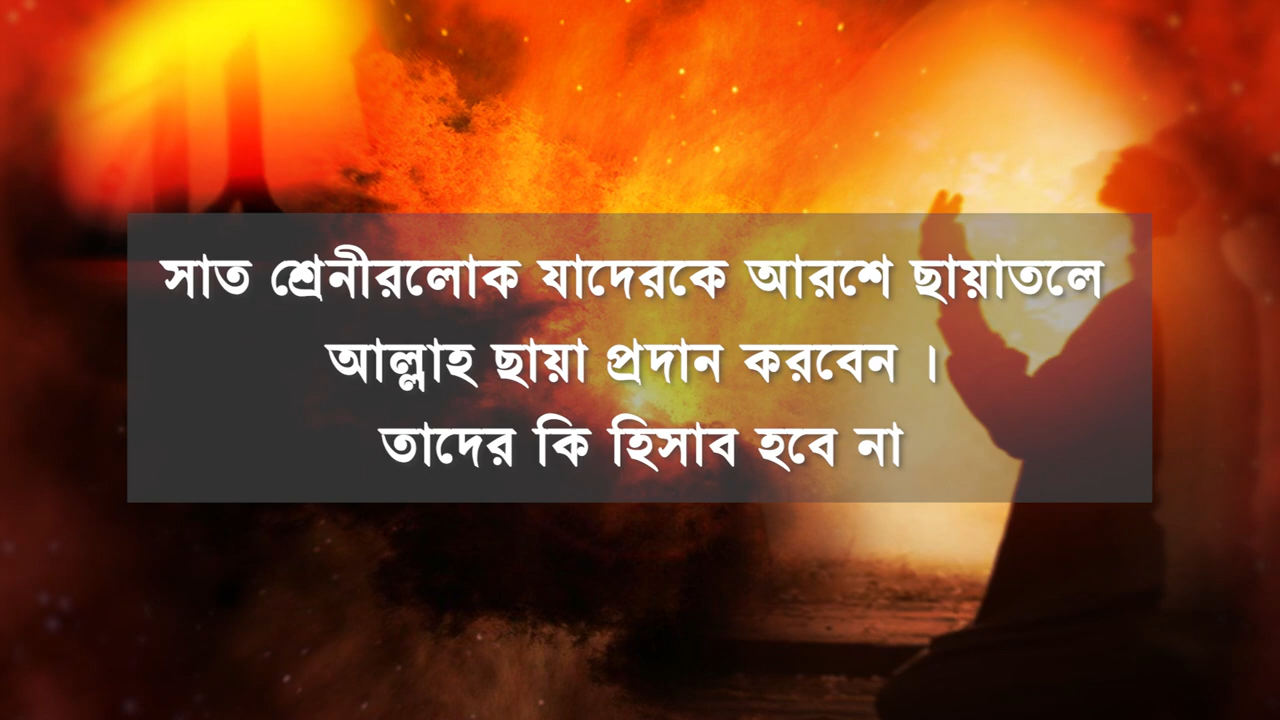 সাত শ্রেনীরলোক যাদেরকে আরশে ছায়াতলে
আল্লাহ ছায়া প্রদান করবেন ।
তাদের কি হিসাব হবে না